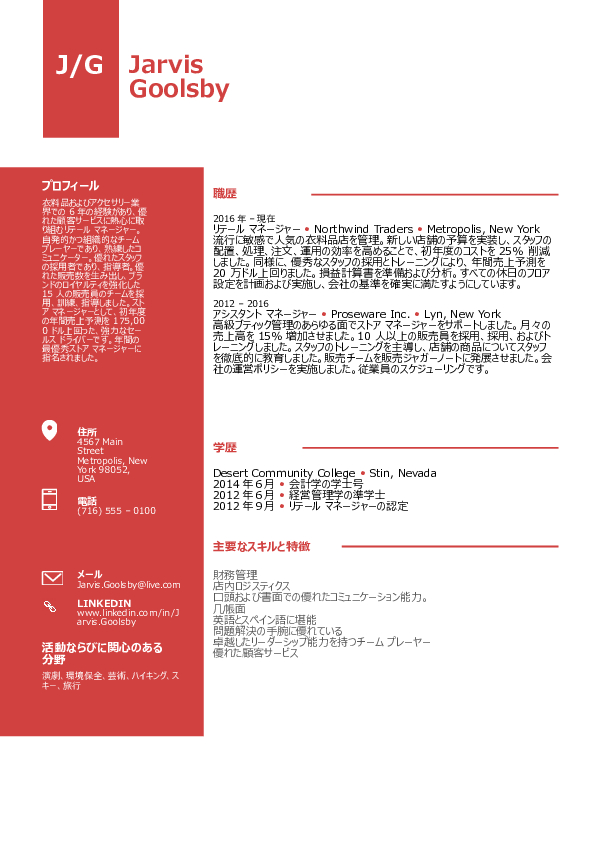 J/G
Jarvis
Goolsby
プロフィール
衣料品およびアクセサリー業
界での 6 年の経験があり、優
れた顧客サービスに熱心に取
り組むリテール マネージャー。
自発的かつ組織的なチーム
プレーヤーであり、熟練したコ
ミュニケーター。優れたスタッフ
の採用者であり、指導者。優
れた販売数を生み出し、ブラ
ンドのロイヤルティを強化した
15 人の販売員のチームを採
用、訓練、指導しました。スト
ア マネージャーとして、初年度
の年間売上予測を 175,00
0 ドル上回った、強力なセー
ルス ドライバーです。年間の
最優秀ストア マネージャーに
指名されました。
住所
4567 Main
Street
Metropolis, New
York 98052,
USA
電話
(716) 555 – 0100
メール
Jarvis.Goolsby@live.com
LINKEDIN
www.linkedin.com/in/J
arvis.Goolsby
活動ならびに関心のある
分野
演劇、環境保全、芸術、ハイキング、ス
キー、旅行
職歴
2016 年 – 現在
リテール マネージャー • Northwind Traders • Metropolis, New York
流行に敏感で人気の衣料品店を管理。新しい店舗の予算を実装し、スタッフの
配置、処理、注文、運用の効率を高めることで、初年度のコストを 25% 削減
しました。同様に、優秀なスタッフの採用とトレーニングにより、年間売上予測を
20 万ドル上回りました。損益計算書を準備および分析。すべての休日のフロア
設定を計画および実施し、会社の基準を確実に満たすようにしています。
2012 – 2016
アシスタント マネージャー • Proseware Inc. • Lyn, New York
高級ブティック管理のあらゆる面でストア マネージャーをサポートしました。月々の
売上高を 15% 増加させました。10 人以上の販売員を採用、採用、およびト
レーニングしました。スタッフのトレーニングを主導し、店舗の商品についてスタッフ
を徹底的に教育しました。販売チームを販売ジャガーノートに発展させました。会
社の運営ポリシーを実施しました。従業員のスケジューリングです。
学歴
Desert Community College • Stin, Nevada
2014 年 6 月 • 会計学の学士号
2012 年 6 月 • 経営管理学の準学士
2012 年 9 月 • リテール マネージャーの認定
主要なスキルと特徴
財務管理
店内ロジスティクス
口頭および書面での優れたコミュニケーション能力。
几帳面
英語とスペイン語に堪能
問題解決の手腕に優れている
卓越したリーダーシップ能力を持つチーム プレーヤー
優れた顧客サービス